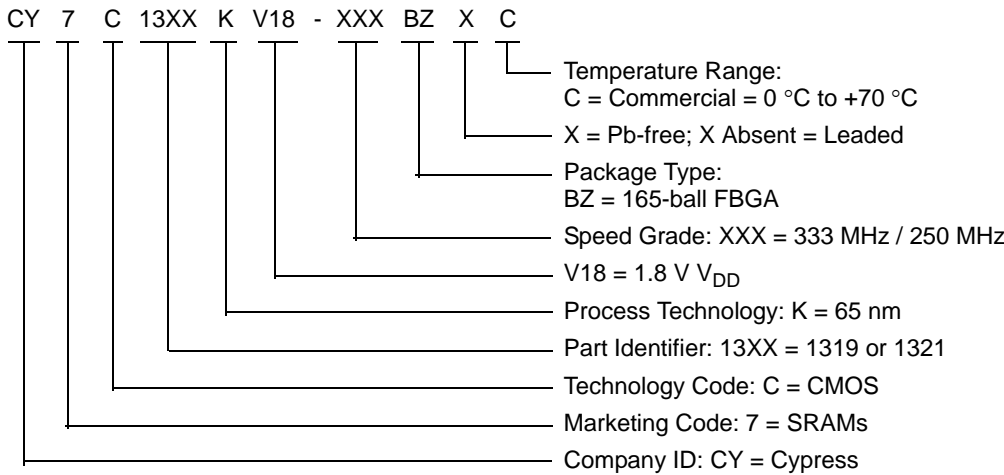 CY 7 C 13XX K V18 - XXX BZ X C
Temperature Range:
C = Commercial = 0 °C to +70 °C
X = Pb-free; X Absent = Leaded
Package Type:
BZ = 165-ball FBGA
Speed Grade: XXX = 333 MHz / 250 MHz
V18 = 1.8 V VDD
Process Technology: K = 65 nm
Part Identifier: 13XX = 1319 or 1321
Technology Code: C = CMOS
Marketing Code: 7 = SRAMs
Company ID: CY = Cypress